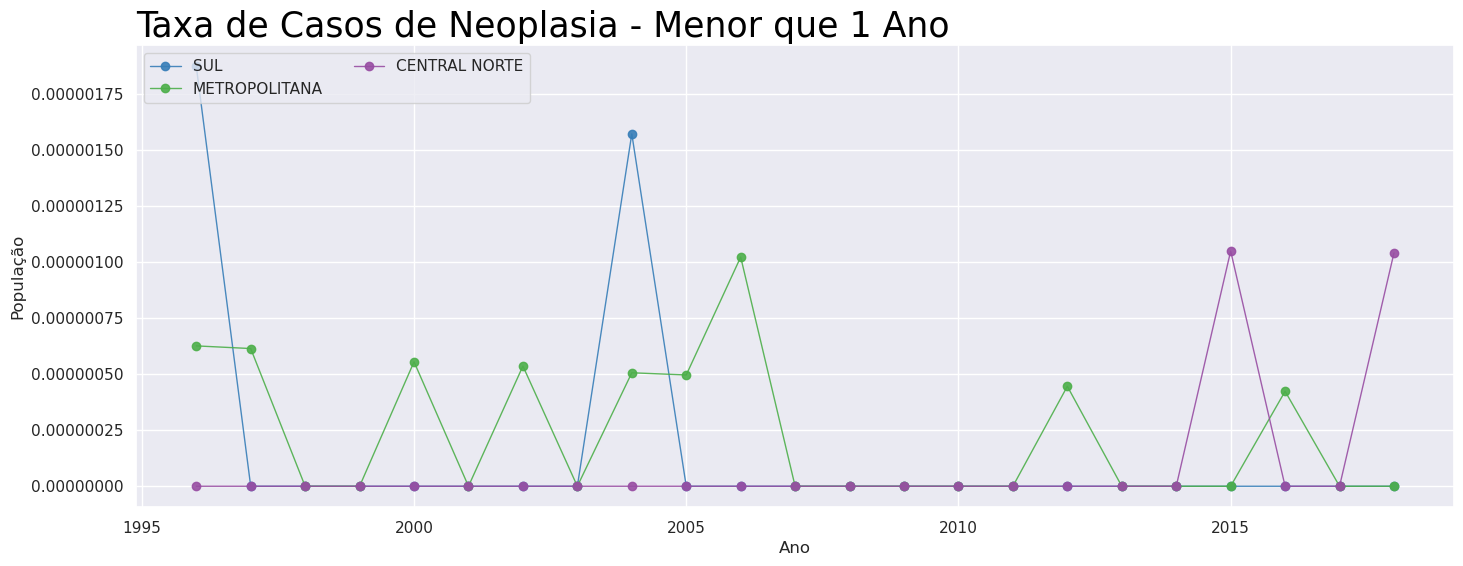 Taxa de Casos de Neoplasia - Menor que 1 Ano
SUL
METROPOLITANA
CENTRAL NORTE
População
0.00000175
0.00000150
0.00000125
0.00000100
0.00000075
0.00000050
0.00000025
0.00000000
1995 2000 2005 2010 2015
Ano